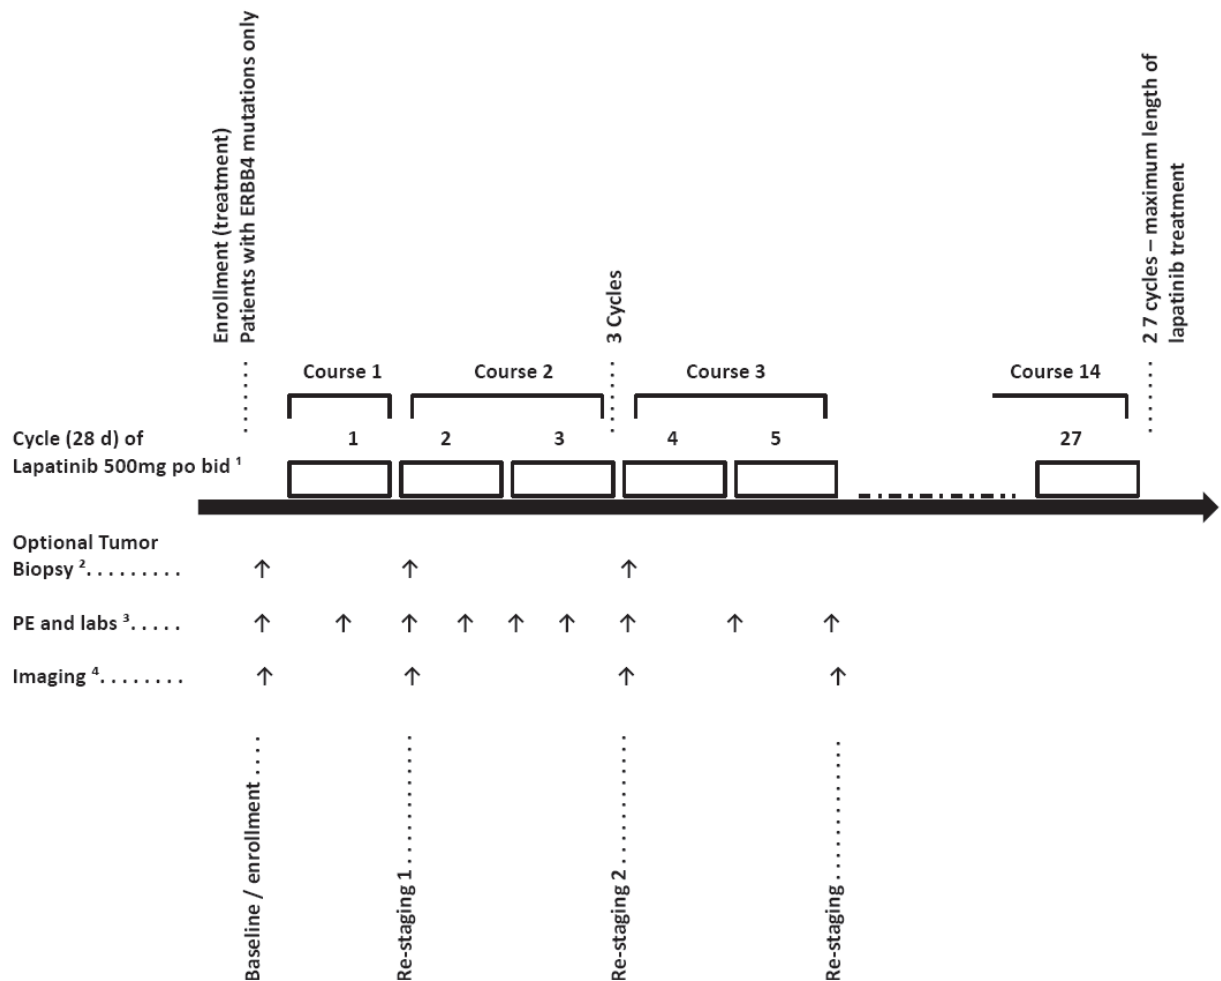 Enrollment (treatment)
Patients with ERBB4 mutations only
3 Cycles
2 7 cycles – maximum length of
lapatinib treatment
Course 1
Course 2
Course 3
Course 14
Cycle (28 d) of
1
2
3
4
5
27
Lapatinib 500mg po bid ¹
Optional Tumor
Biopsy ².........
PE and labs ³.....
Imaging ⁴........
Baseline / enrollment....
Re-staging 1
Re-staging 2
Re-staging